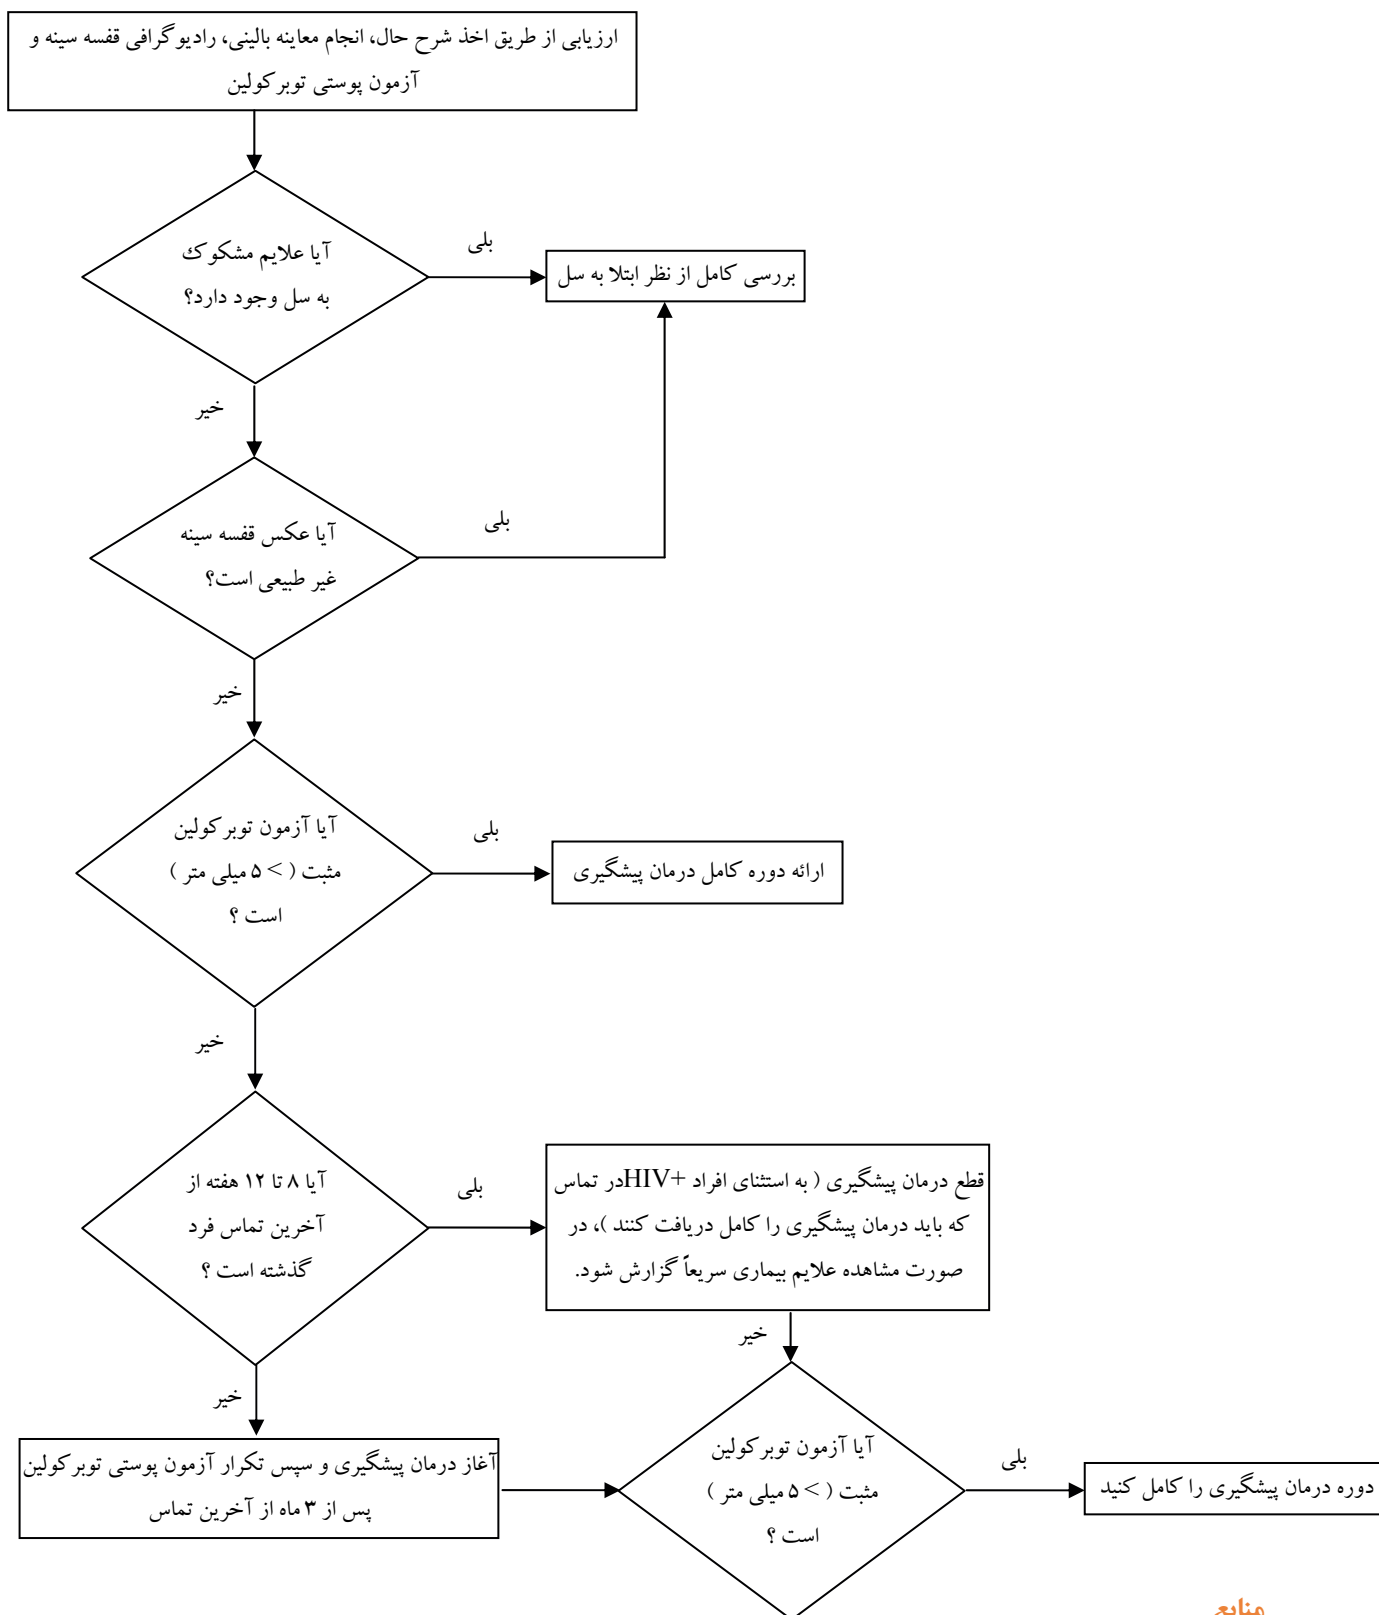 ارزیابی از طریق اخذ شرح حال، انجام معاینه بالینی، رادیوگرافی قفسه سینه و
آزمون پوستی توبرکولین
آیا علایم مشکوک
به سل وجود دارد؟
بلی
بررسی کامل از نظر ابتلا به سل
خیر
آیا عکس قفسه سینه
غیر طبیعی است؟
بلی
خیر
آیا آزمون توبرکولین
مثبت ( > ۵ میلی متر )
است ؟
بلی
ارائه دوره کامل درمان پیشگیری
خیر
آیا ۸ تا ۱۲ هفته از
آخرین تماس فرد
گذشته است ؟
بلی
قطع درمان پیشگیری ( به استثنای افراد +HIVدر تماس
که باید درمان پیشگیری را کامل دریافت کنند )، در
صورت مشاهده علایم بیماری سریعاً گزارش شود.
خیر
خیر
آغاز درمان پیشگیری و سپس تکرار آزمون پوستی توبرکولین
پس از ۳ ماه از آخرین تماس
آیا آزمون توبرکولین
مثبت ( > ۵ میلی متر )
است ؟
بلی
دوره درمان پیشگیری را کامل کنید
منابع